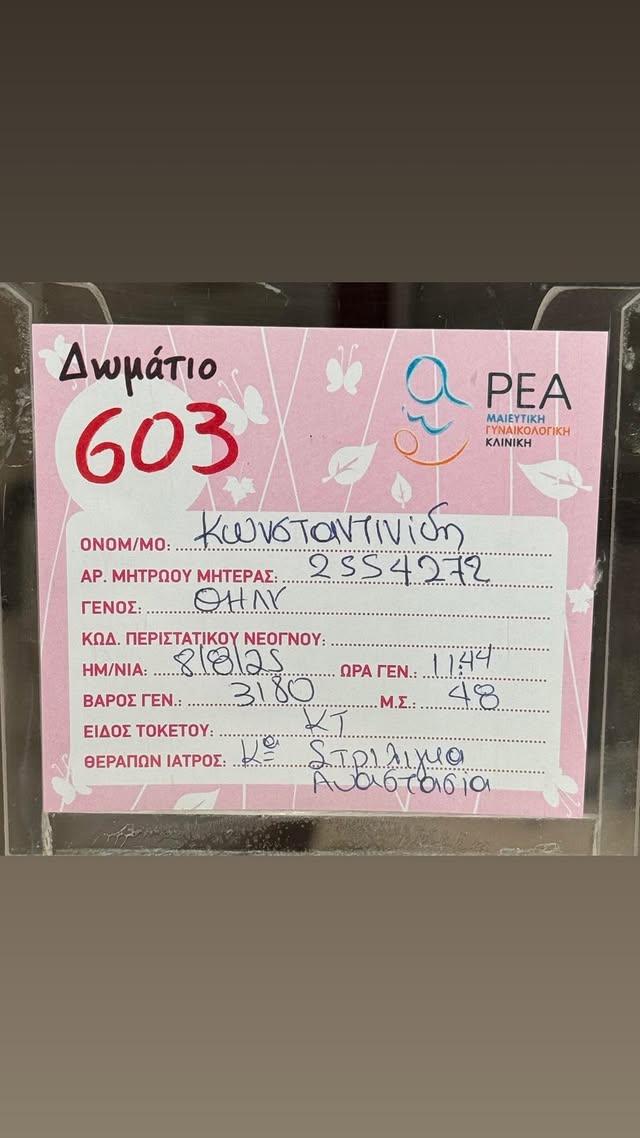 Δωμάτιο
603
ΡΕΑ
ΜΑΙΕΥΤΙΚΗ
ΓΥΝΑΙΚΟΛΟΓΙΚΗ
ΚΛΙΝΙΚΗ
ΟΝΟΜ/ΜΟ: Κωνσταντινίδη
ΑΡ. ΜΗΤΡΩΟΥ ΜΗΤΕΡΑΣ: 2554272
ΓΕΝΟΣ: ΘΗΛΥ
ΚΩΔ. ΠΕΡΙΣΤΑΤΙΚΟΥ ΝΕΟΓΝΟΥ:
ΗΜ/ΝΙΑ: 8/8/25 ΩΡΑ ΓΕΝ.: 11:44
ΒΑΡΟΣ ΓΕΝ.: 3180 Μ.Σ.: 48
ΕΙΔΟΣ ΤΟΚΕΤΟΥ: ΚΤ
ΘΕΡΑΠΩΝ ΙΑΤΡΟΣ: Κα Στρίλιγκα
Αναστασία